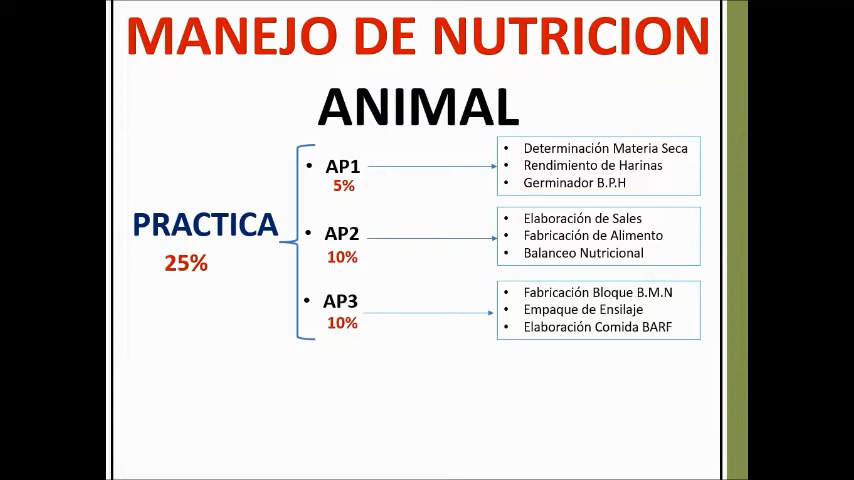 MANEJO DE NUTRICION
ANIMAL
PRACTICA
25%
• AP1
5%
• Determinación Materia Seca
• Rendimiento de Harinas
• Germinador B.P.H
• AP2
10%
• Elaboración de Sales
• Fabricación de Alimento
• Balanceo Nutricional
• AP3
10%
• Fabricación Bloque B.M.N
• Empaque de Ensilaje
• Elaboración Comida BARF